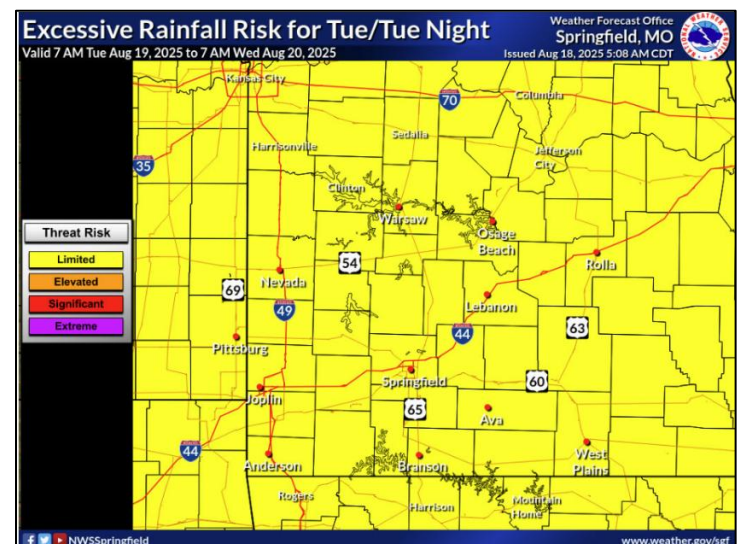 Excessive Rainfall Risk for Tue/Tue Night
Valid 7 AM Tue Aug 19, 2025 to 7 AM Wed Aug 20, 2025
Weather Forecast Office
Springfield, MO
Issued Aug 18, 2025 5:08 AM CDT
Kansas City
70
Columbia
Sedalia
Harrisonville
Jefferson
City
35
Clinton
Warsaw
Osage
Beach
Threat Risk
Limited
Elevated
Significant
Extreme
54
Rolla
69
Nevada
49
Lebanon
63
44
Pittsburg
Springfield
60
Joplin
65
Ava
44
Anderson
Branson
West
Plains
Rogers
Harrison
Mountain
Home
NWSSpringfield
www.weather.gov/sgf